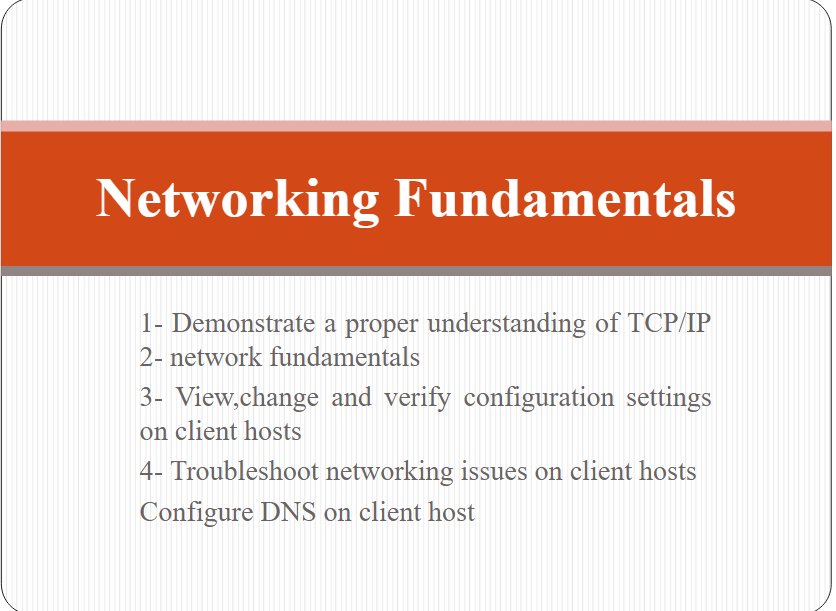 Networking Fundamentals
1- Demonstrate a proper understanding of TCP/IP
2- network fundamentals
3- View,change and verify configuration settings
on client hosts
4- Troubleshoot networking issues on client hosts
Configure DNS on client host